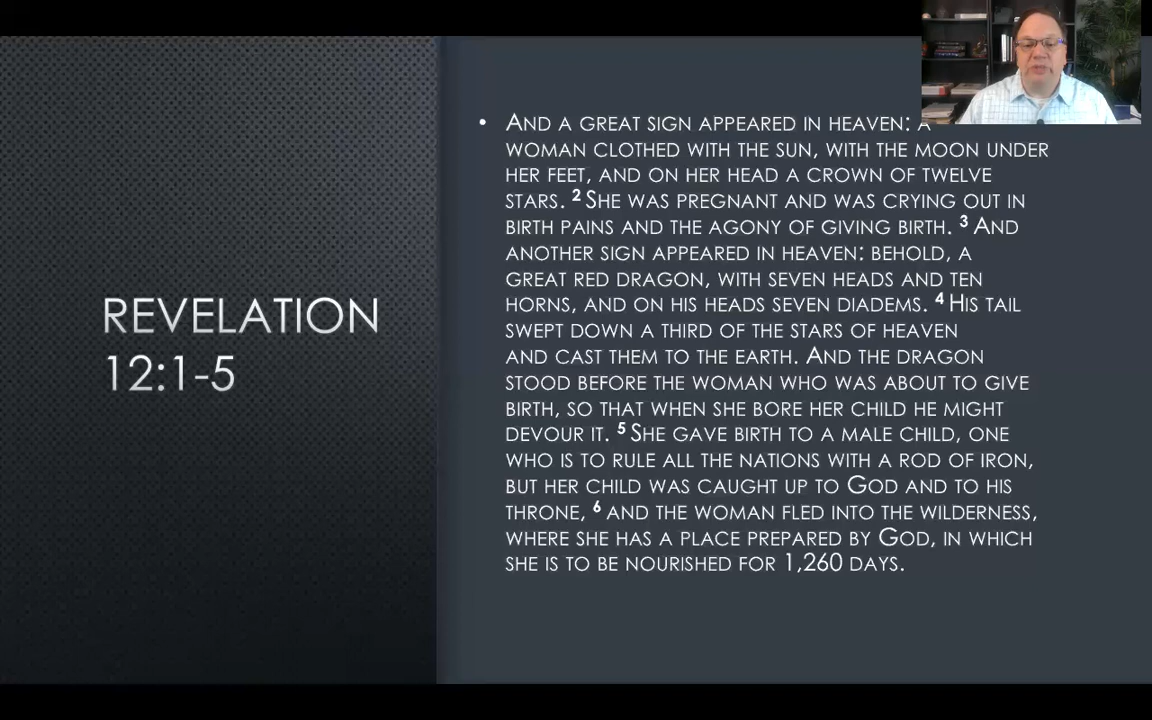 REVELATION
12:1-5
• AND A GREAT SIGN APPEARED IN HEAVEN: A
WOMAN CLOTHED WITH THE SUN, WITH THE MOON UNDER
HER FEET, AND ON HER HEAD A CROWN OF TWELVE
STARS. 2 SHE WAS PREGNANT AND WAS CRYING OUT IN
BIRTH PAINS AND THE AGONY OF GIVING BIRTH. 3 AND
ANOTHER SIGN APPEARED IN HEAVEN: BEHOLD, A
GREAT RED DRAGON, WITH SEVEN HEADS AND TEN
HORNS, AND ON HIS HEADS SEVEN DIADEMS. 4 HIS TAIL
SWEPT DOWN A THIRD OF THE STARS OF HEAVEN
AND CAST THEM TO THE EARTH. AND THE DRAGON
STOOD BEFORE THE WOMAN WHO WAS ABOUT TO GIVE
BIRTH, SO THAT WHEN SHE BORE HER CHILD HE MIGHT
DEVOUR IT. 5 SHE GAVE BIRTH TO A MALE CHILD, ONE
WHO IS TO RULE ALL THE NATIONS WITH A ROD OF IRON,
BUT HER CHILD WAS CAUGHT UP TO GOD AND TO HIS
THRONE, 6 AND THE WOMAN FLED INTO THE WILDERNESS,
WHERE SHE HAS A PLACE PREPARED BY GOD, IN WHICH
SHE IS TO BE NOURISHED FOR 1,260 DAYS.